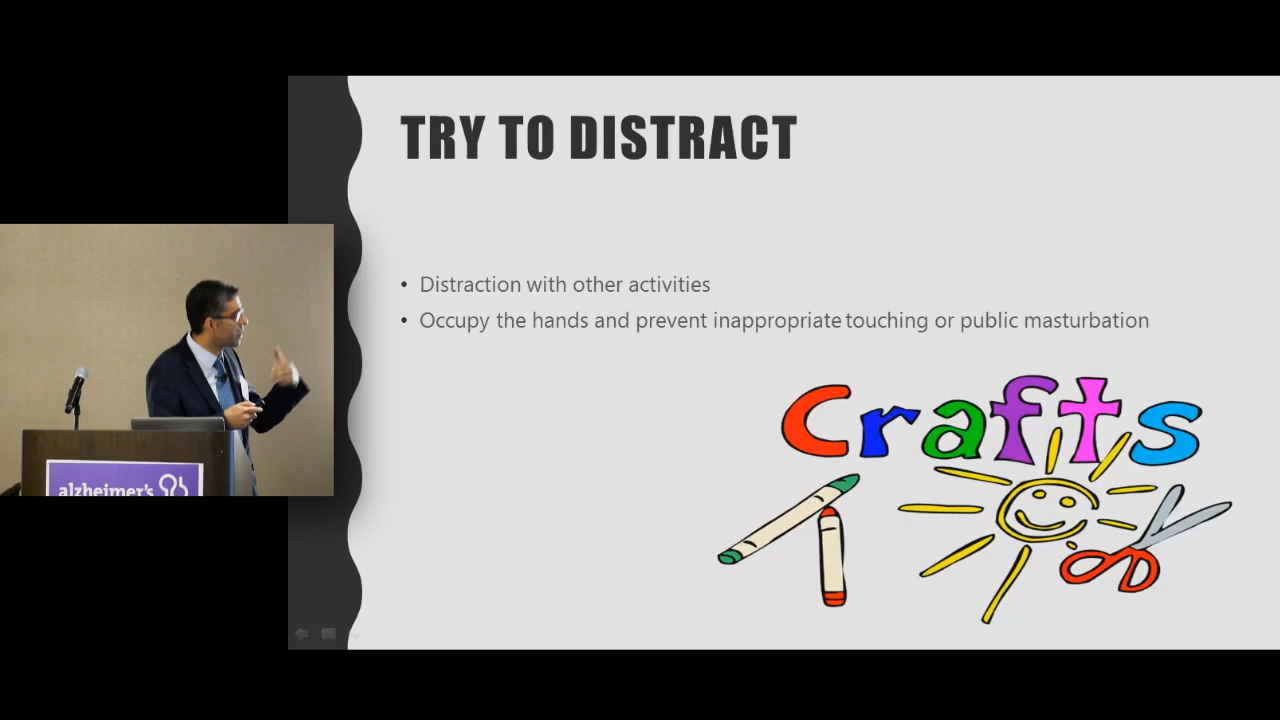 TRY TO DISTRACT
• Distraction with other activities
• Occupy the hands and prevent inappropriate touching or public masturbation
Crafts
alzheimer's